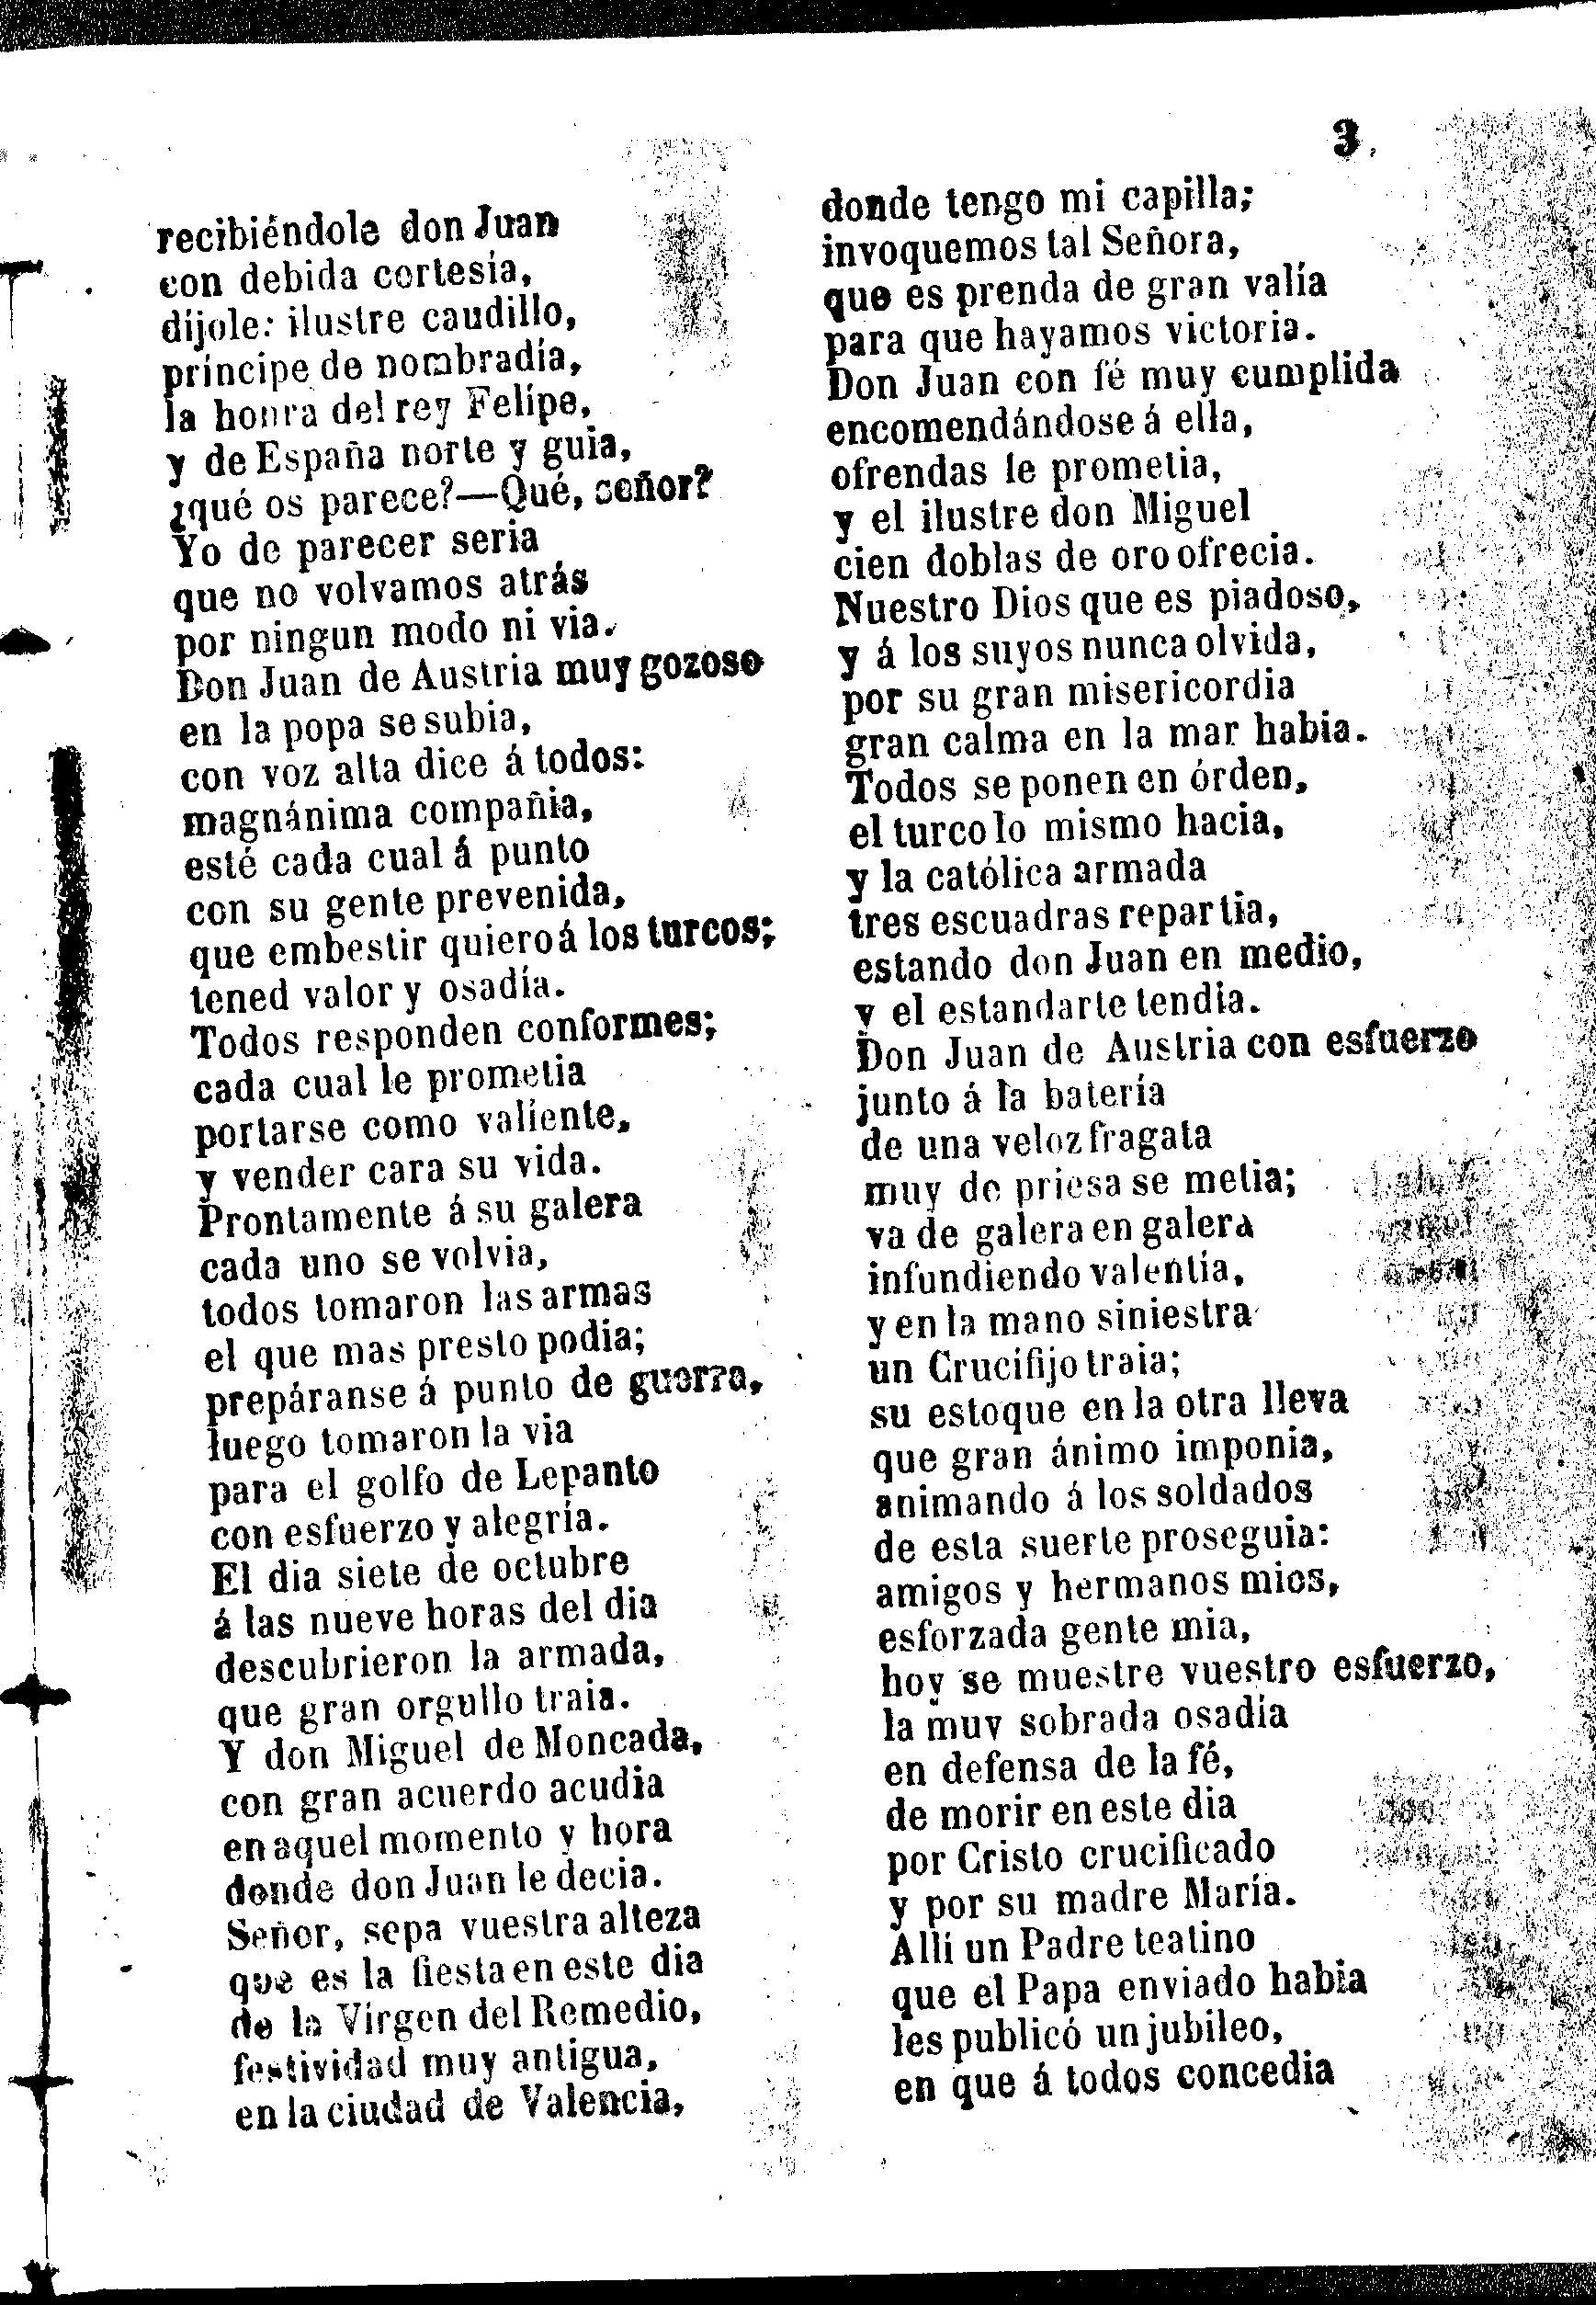 3
recibiéndole don Juan
con debida cortesía,
díjole: ilustre caudillo,
príncipe de nombradía,
la honra del rey Felipe,
y de España norte y guia,
¿qué os parece?—Qué, señor?
Yo de parecer seria
que no volvamos atrás
por ningun modo ni via.
Don Juan de Austria muy gozoso
en la popa se subia,
con voz alta dice á todos:
magnánima compañia,
esté cada cual á punto
con su gente prevenida,
que embestir quiero á los turcos;
tened valor y osadía.
Todos responden conformes;
cada cual le prometia
portarse como valiente,
y vender cara su vida.
Prontamente á su galera
cada uno se volvia,
todos tomaron las armas
el que mas presto podia;
prepáranse á punto de guerra,
luego tomaron la via
para el golfo de Lepanto
con esfuerzo y alegría.
El dia siete de octubre
á las nueve horas del dia
descubrieron la armada,
que gran orgullo traia.
Y don Miguel de Moncada,
con gran acuerdo acudia
en aquel momento y hora
donde don Juan le decia.
Señor, sepa vuestra alteza
que es la fiesta en este dia
de la Vírgen del Remedio,
festividad muy antigua,
en la ciudad de Valencia,
donde tengo mi capilla;
invoquemos tal Señora,
que es prenda de gran valía
para que hayamos victoria.
Don Juan con fé muy cumplida
encomendándose á ella,
ofrendas le prometia,
y el ilustre don Miguel
cien doblas de oro ofrecia.
Nuestro Dios que es piadoso,
y á los suyos nunca olvida,
por su gran misericordia
gran calma en la mar habia.
Todos se ponen en órden,
el turco lo mismo hacia,
y la católica armada
tres escuadras repartia,
estando don Juan en medio,
y el estandarte tendia.
Don Juan de Austria con esfuerzo
junto á la batería
de una veloz fragata
muy de priesa se metia;
va de galera en galera
infundiendo valentía,
y en la mano siniestra
un Crucifijo traia;
su estoque en la otra lleva
que gran ánimo imponia,
animando á los soldados
de esta suerte proseguia:
amigos y hermanos mios,
esforzada gente mia,
hoy se muestre vuestro esfuerzo,
la muy sobrada osadía
en defensa de la fé,
de morir en este dia
por Cristo crucificado
y por su madre María.
Allí un Padre teatino
que el Papa enviado habia
les publicó un jubileo,
en que á todos concedia